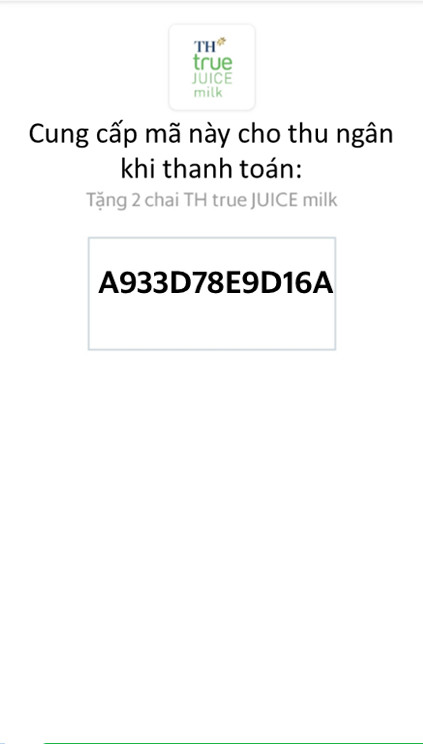 TH
true
JUICE
milk
Cung cấp mã này cho thu ngân
khi thanh toán:
Tặng 2 chai TH true JUICE milk
A933D78E9D16A